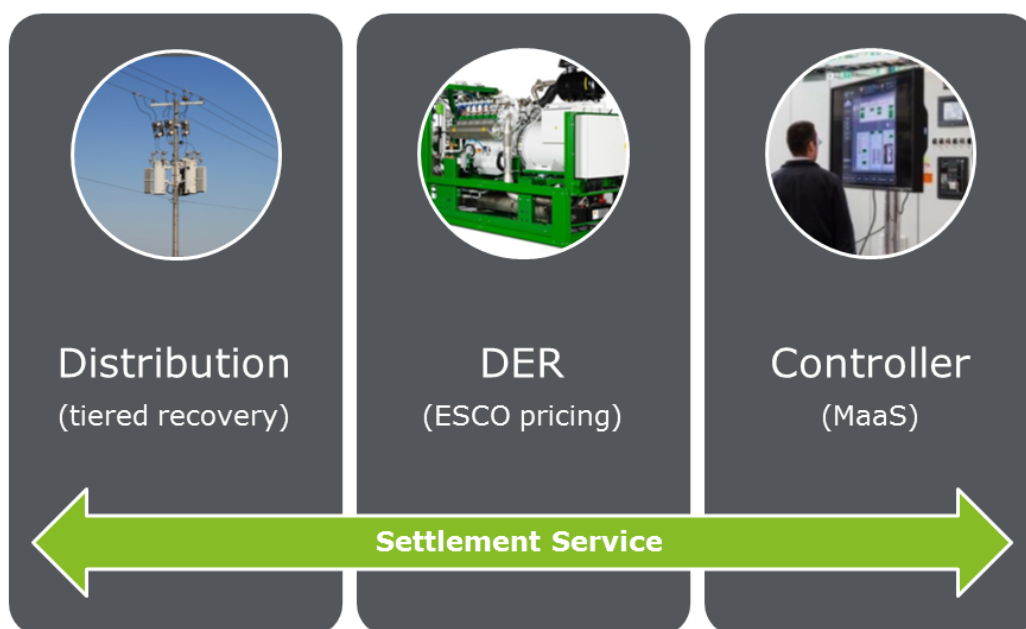 Distribution
(tiered recovery)
DER
(ESCO pricing)
Controller
(MaaS)
Settlement Service